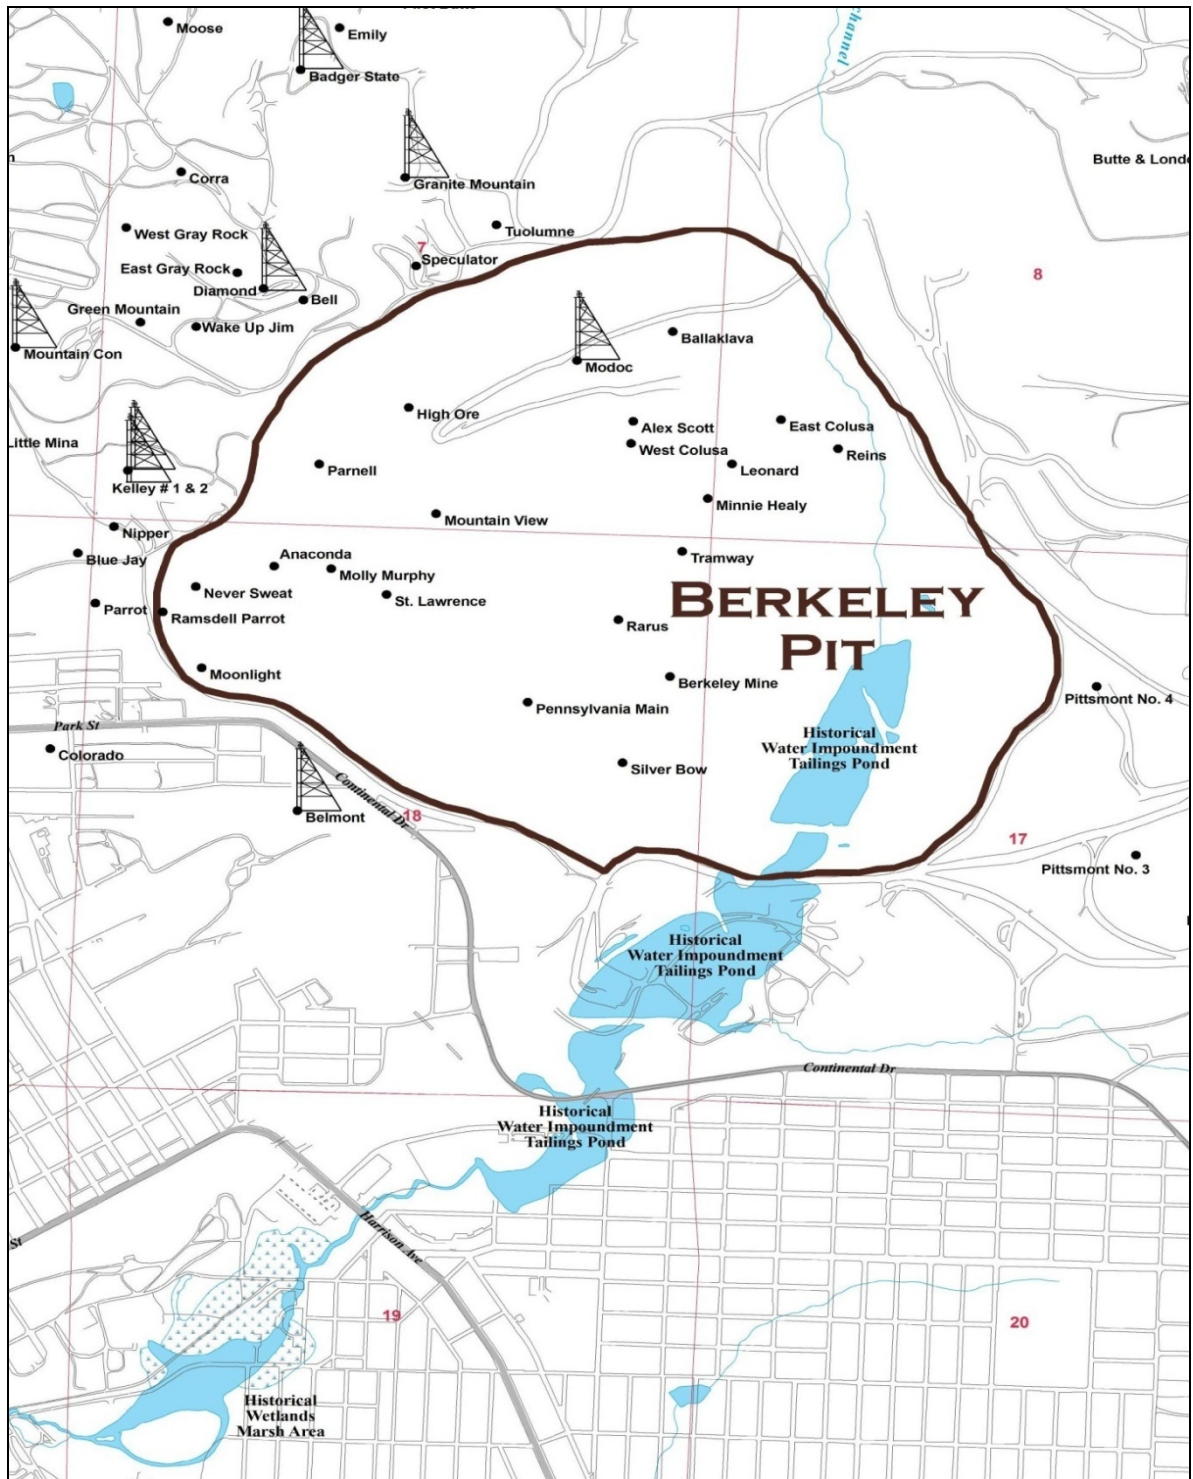 channel
Moose
Emily
Badger State
Granite Mountain
Butte & Lond
Corra
West Gray Rock
Tuolumne
7
Speculator
East Gray Rock
8
Diamond
Bell
Green Mountain
Wake Up Jim
Ballaklava
Mountain Con
Modoc
High Ore
Alex Scott
East Colusa
Little Mina
West Colusa
Reins
Parnell
Leonard
Kelley # 1 & 2
Minnie Healy
Mountain View
Nipper
Blue Jay
Anaconda
Tramway
Molly Murphy
Never Sweat
St. Lawrence
BERKELEY
PIT
Parrot
Ramsdell Parrot
Rarus
Moonlight
Berkeley Mine
Pittsmont No. 4
Pennsylvania Main
Park St
Historical
Water Impoundment
Tailings Pond
Colorado
Silver Bow
Continental Dr
Belmont
18
17
Pittsmont No. 3
Historical
Water Impoundment
Tailings Pond
Continental Dr
Historical
Water Impoundment
Tailings Pond
Harrison Ave
St
19
20
Historical
Wetlands
Marsh Area